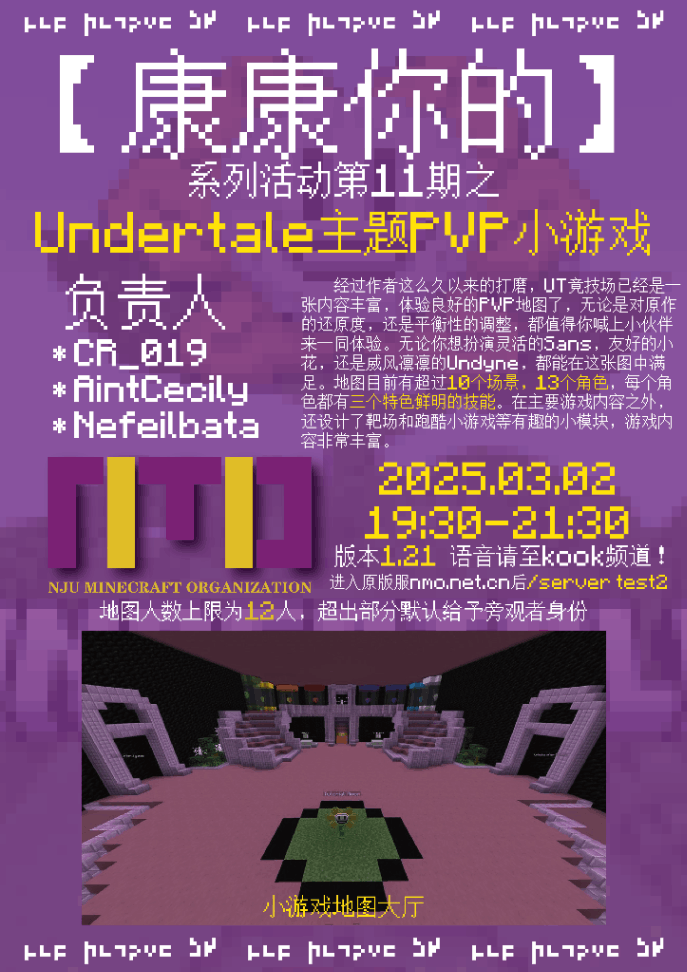 【康康你的】
系列活动第11期之
Undertale主题PVP小游戏
负责人
*CR_019
*AintCecily
*Nefeilbata
经过作者这么久以来的打磨，UT竞技场已经是一
张内容丰富，体验良好的PVP地图了，无论是对原作
的还原度，还是平衡性的调整，都值得你喊上小伙伴
来一同体验。无论你想扮演灵活的Sans，友好的小
花，还是威风凛凛的Undyne，都能在这张图中满
足。地图目前有超过10个场景，13个角色，每个角
色都有三个特色鲜明的技能。在主要游戏内容之外，
还设计了靶场和跑酷小游戏等有趣的小模块，游戏内
容非常丰富。
NMO
NJU MINECRAFT ORGANIZATION
2025.03.02
19:30-21:30
版本1.21 语音请至kook频道！
进入原版服nmo.net.cn后/server test2
地图人数上限为12人，超出部分默认给予旁观者身份
小游戏地图大厅